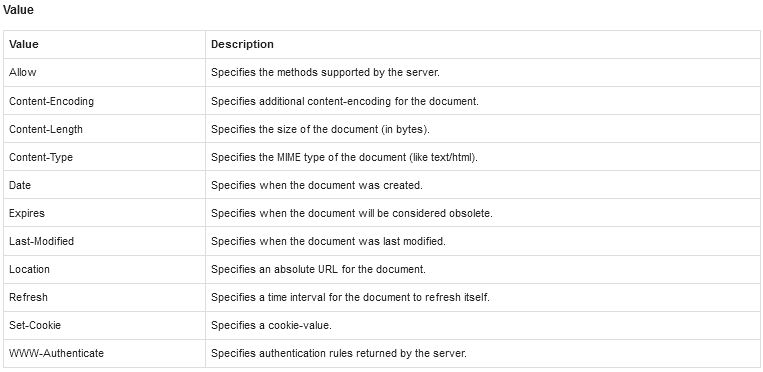 Value
Value Description
Allow Specifies the methods supported by the server.
Content-Encoding Specifies additional content-encoding for the document.
Content-Length Specifies the size of the document (in bytes).
Content-Type Specifies the MIME type of the document (like text/html).
Date Specifies when the document was created.
Expires Specifies when the document will be considered obsolete.
Last-Modified Specifies when the document was last modified.
Location Specifies an absolute URL for the document.
Refresh Specifies a time interval for the document to refresh itself.
Set-Cookie Specifies a cookie-value.
WWW-Authenticate Specifies authentication rules returned by the server.